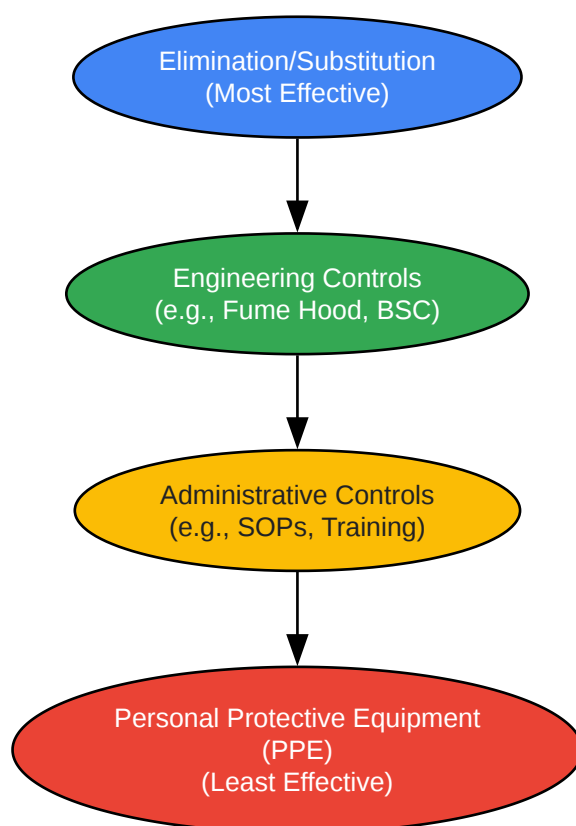 Elimination/Substitution
(Most Effective)
Engineering Controls
(e.g., Fume Hood, BSC)
Administrative Controls
(e.g., SOPs, Training)
Personal Protective Equipment
(PPE)
(Least Effective)